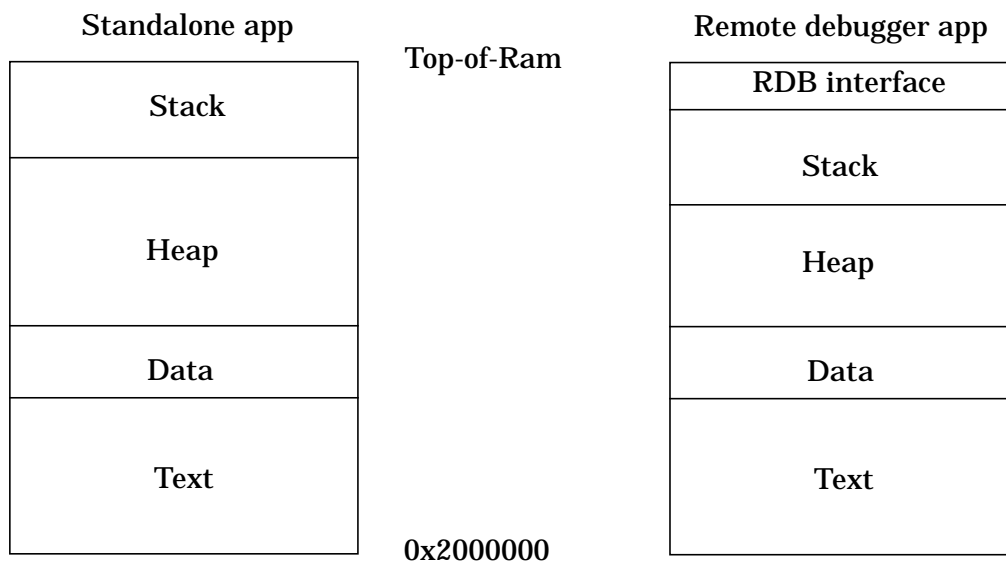 Standalone app
Top-of-Ram
Remote debugger app
Stack
Heap
Data
Text
0x2000000
RDB interface
Stack
Heap
Data
Text